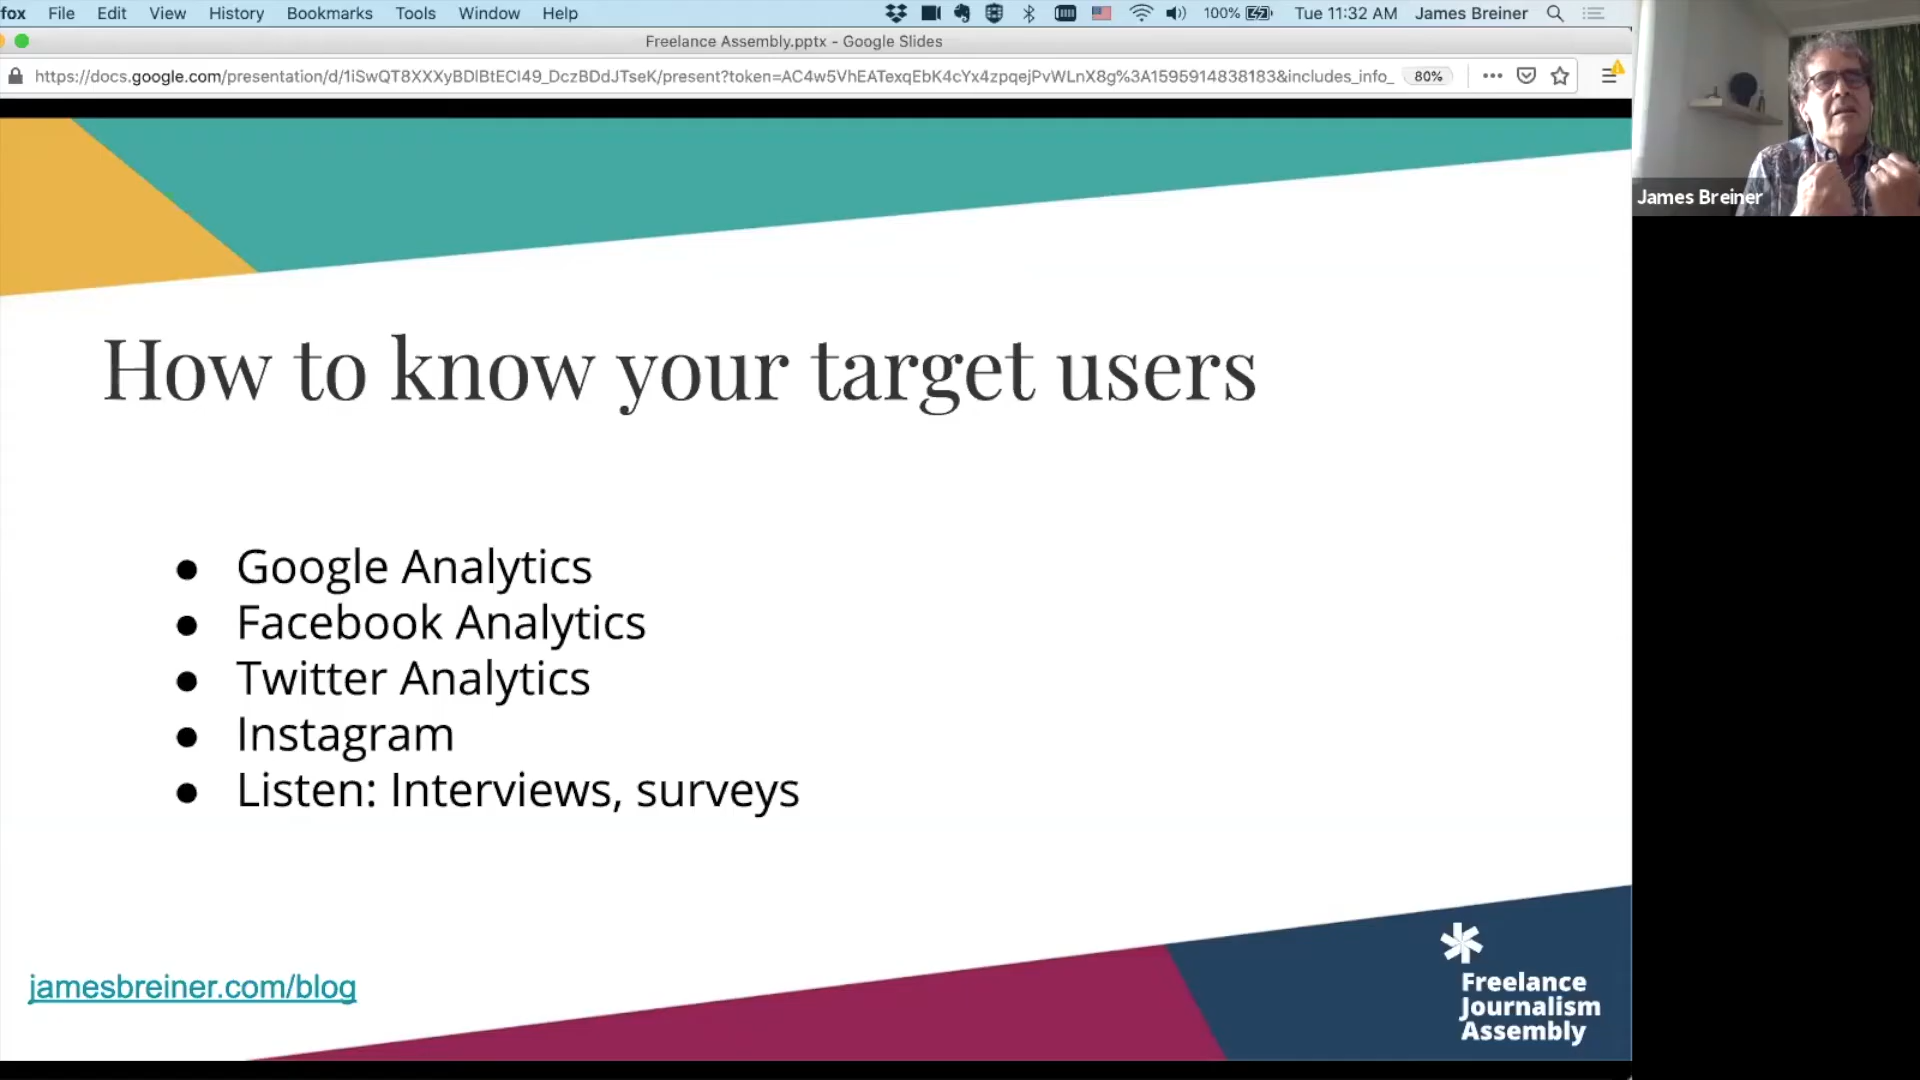 fox File Edit View History Bookmarks Tools Window Help 100% Tue 11:32 AM James Breiner
Freelance Assembly.pptx - Google Slides
https://docs.google.com/presentation/d/1iSwQT8XXXyBDlBtECI49_DczBDdJTseK/present?token=AC4w5VhEATexqEbK4cYx4zpqejPvWLnX8g%3A1595914838183&includes_info_ 80%
James Breiner
How to know your target users
● Google Analytics
● Facebook Analytics
● Twitter Analytics
● Instagram
● Listen: Interviews, surveys
jamesbreiner.com/blog
Freelance
Journalism
Assembly